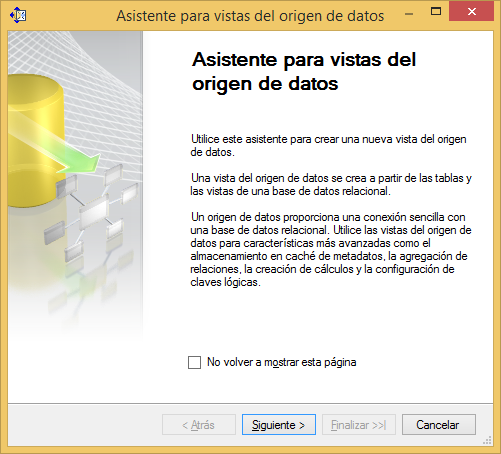 Asistente para vistas del origen de datos
Asistente para vistas del
origen de datos
Utilice este asistente para crear una nueva vista del origen
de datos.
Una vista del origen de datos se crea a partir de las tablas y
las vistas de una base de datos relacional.
Un origen de datos proporciona una conexión sencilla con
una base de datos relacional. Utilice las vistas del origen de
datos para características más avanzadas como el
almacenamiento en caché de metadatos, la agregación de
relaciones, la creación de cálculos y la configuración de
claves lógicas.
No volver a mostrar esta página
< Atrás Siguiente > Finalizar >>| Cancelar